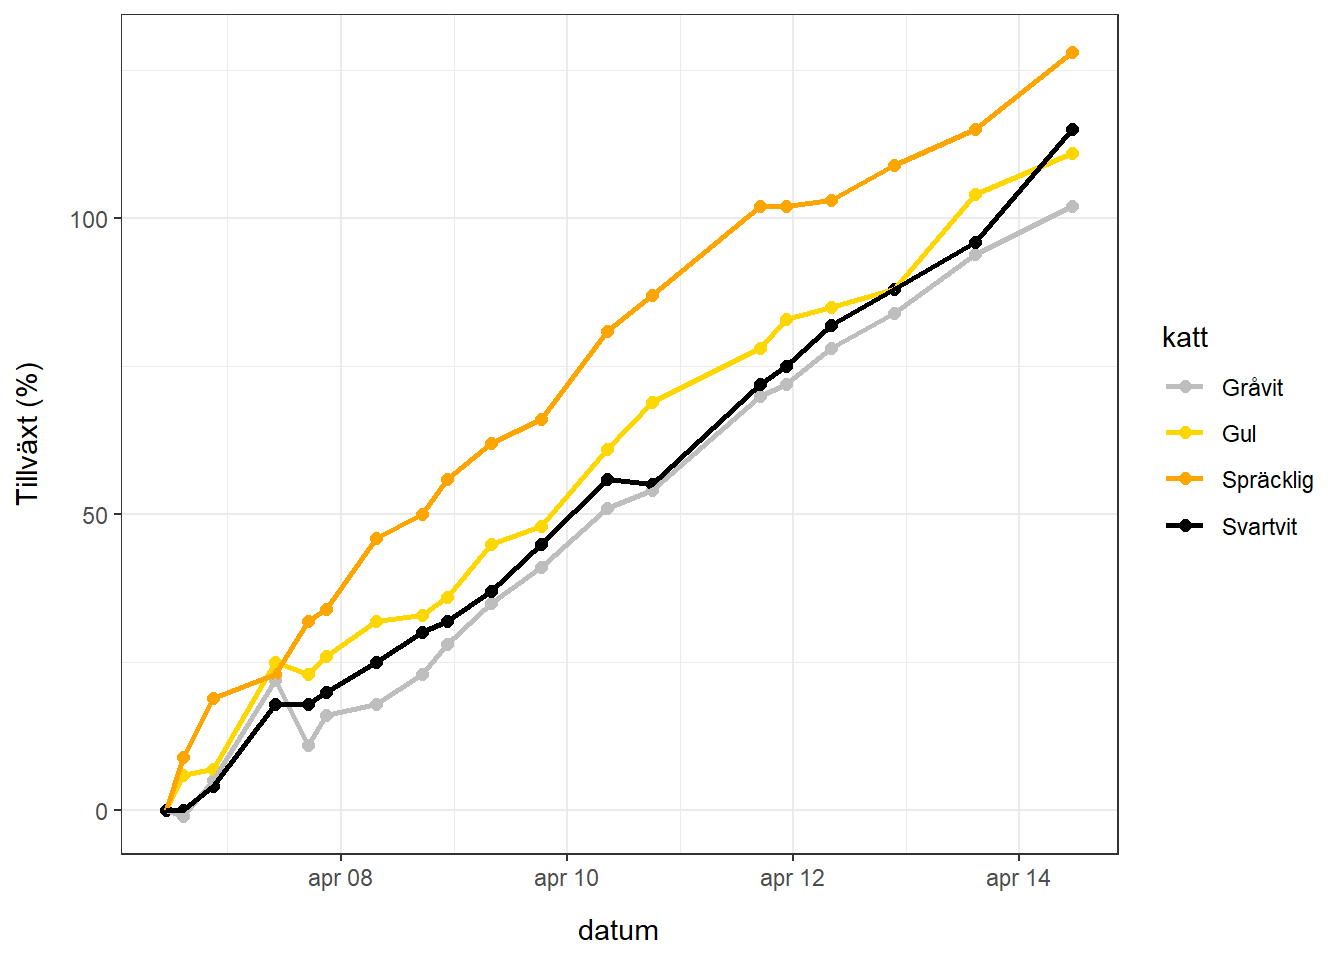 Tillväxt (%)
100
50
0
apr 08
apr 10
apr 12
apr 14
datum
katt
Gråvit
Gul
Spräcklig
Svartvit